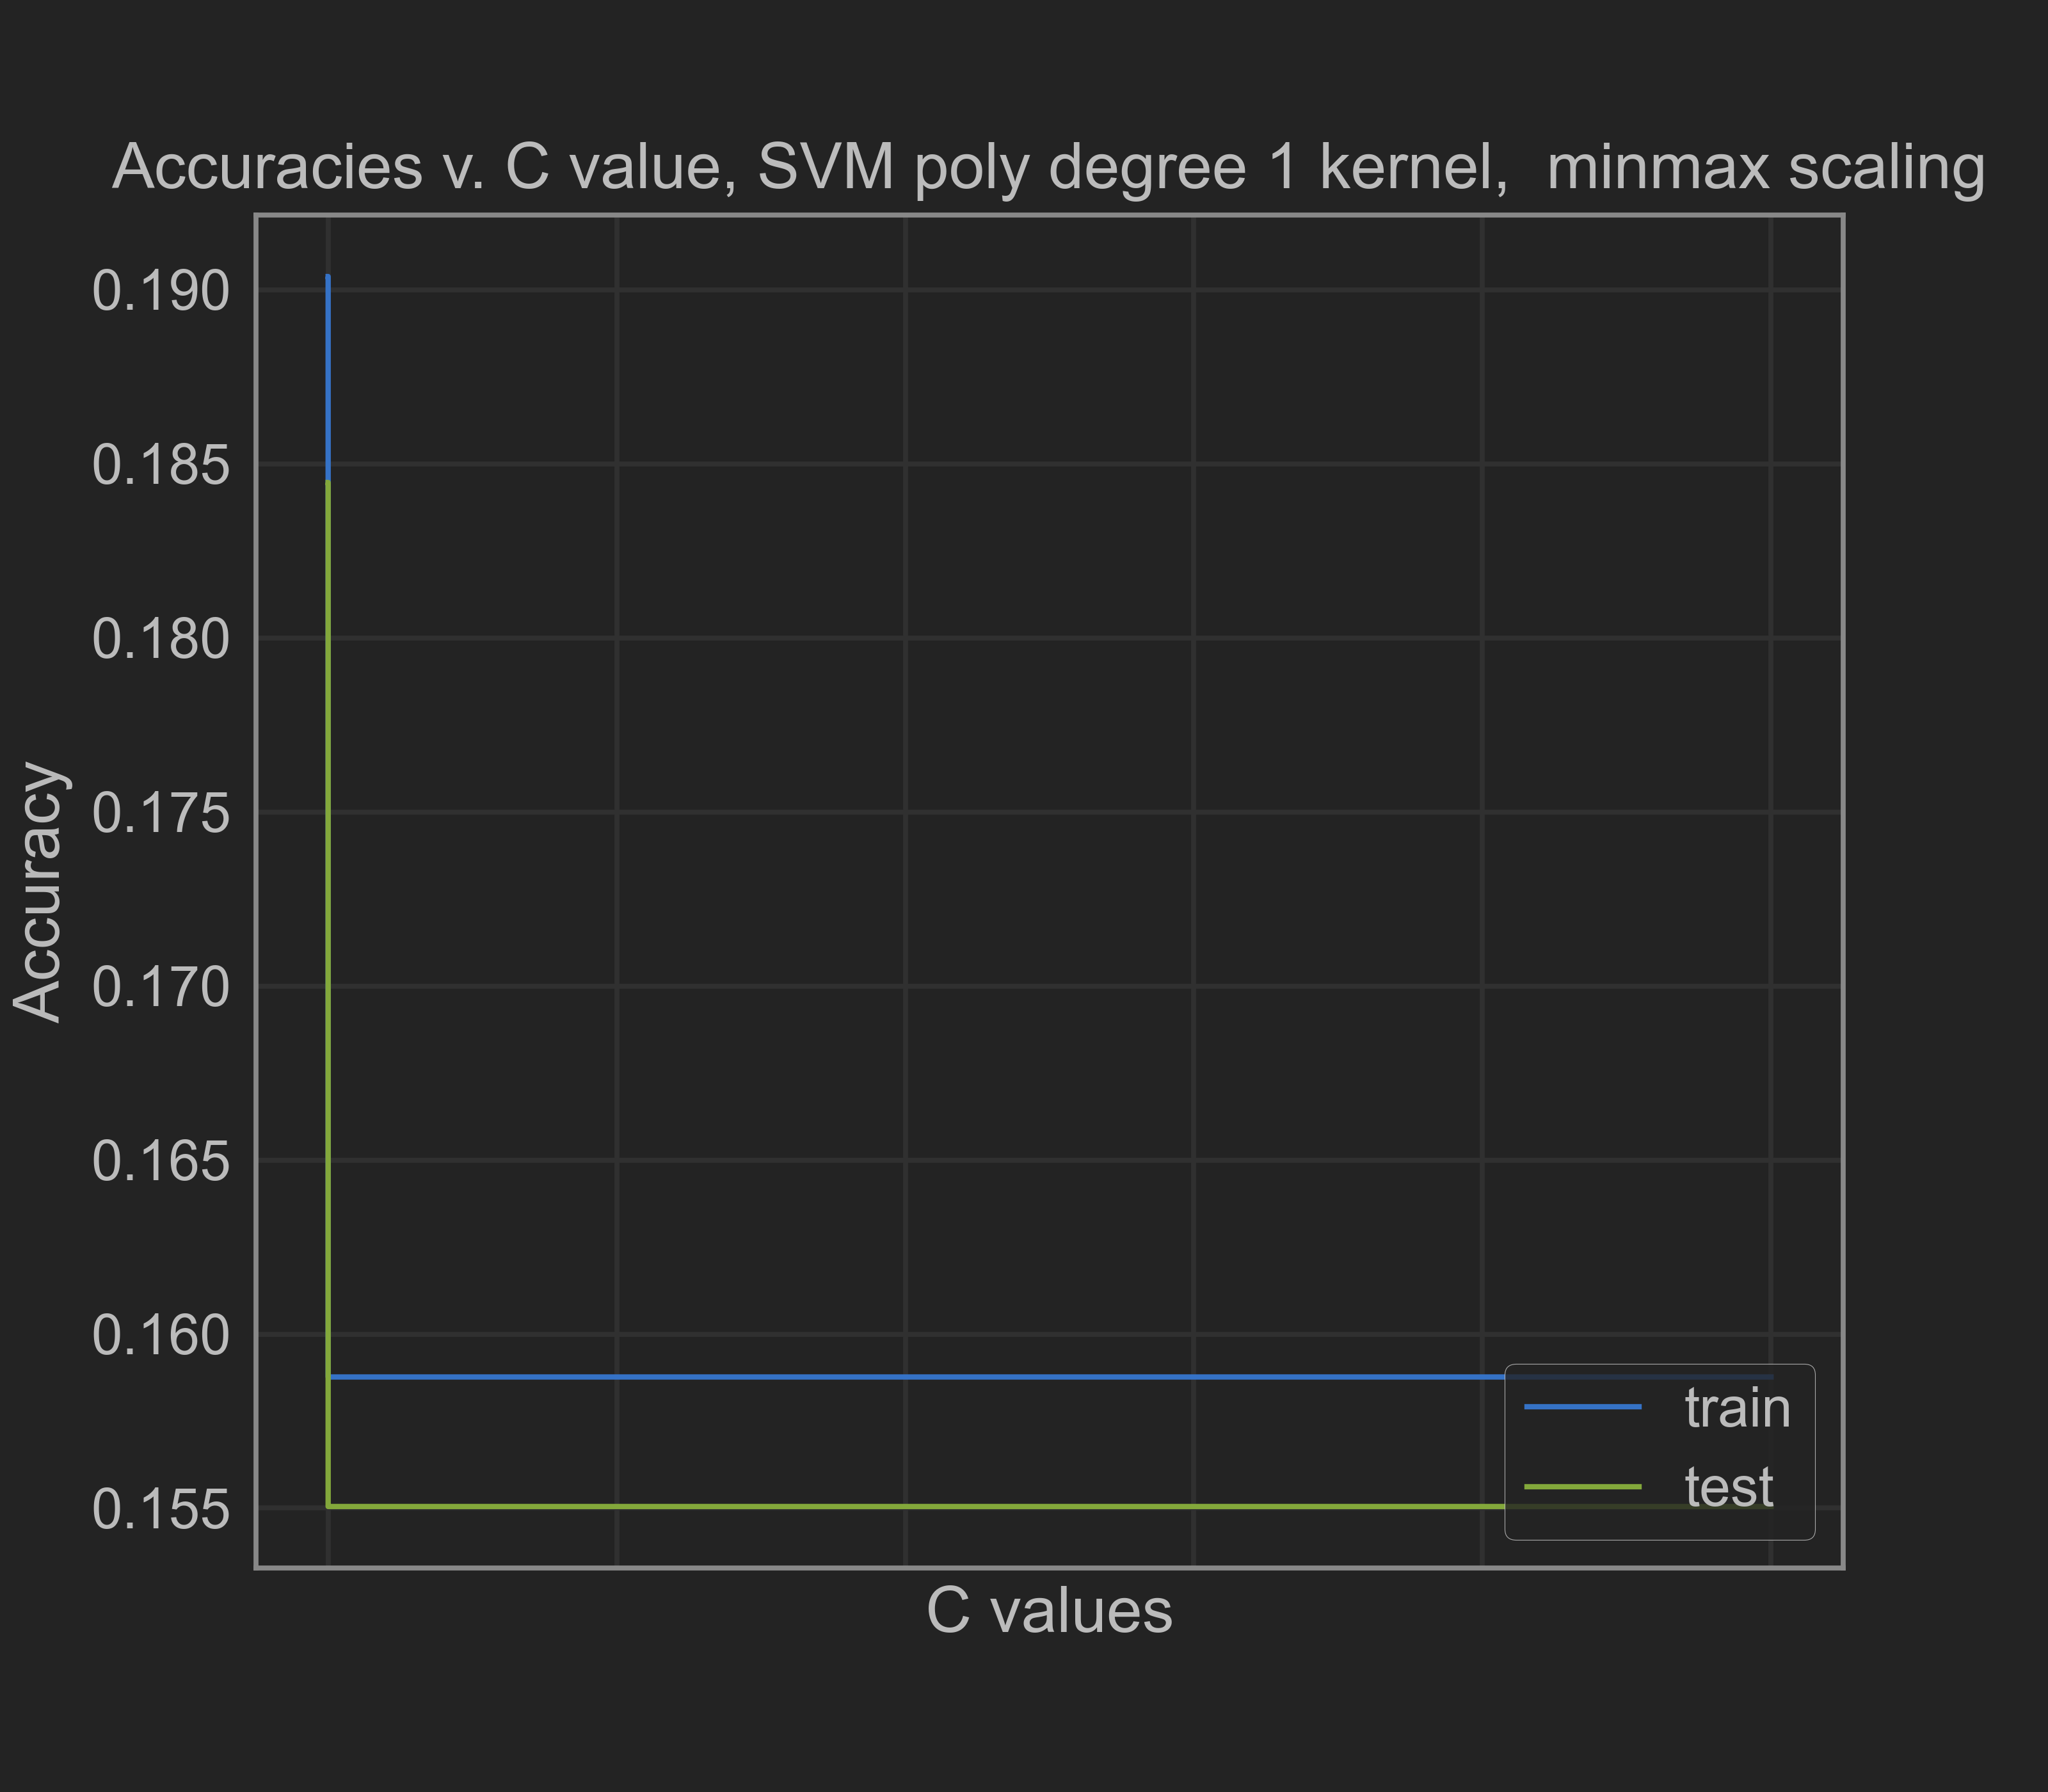 Accuracies v. C value, SVM poly degree 1 kernel,  minmax scaling
0.190
0.185
0.180
0.175
0.170
0.165
0.160
0.155
Accuracy
C values
train
test